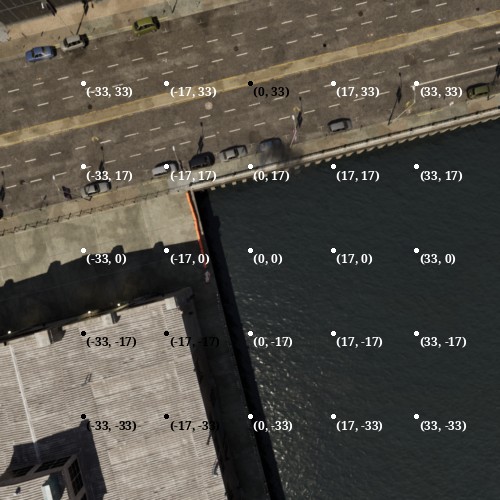 (-33, 33) (-17, 33) (0, 33) (17, 33) (33, 33)
(-33, 17) (-17, 17) (0, 17) (17, 17) (33, 17)
(-33, 0) (-17, 0) (0, 0) (17, 0) (33, 0)
(-33, -17) (-17, -17) (0, -17) (17, -17) (33, -17)
(-33, -33) (-17, -33) (0, -33) (17, -33) (33, -33)